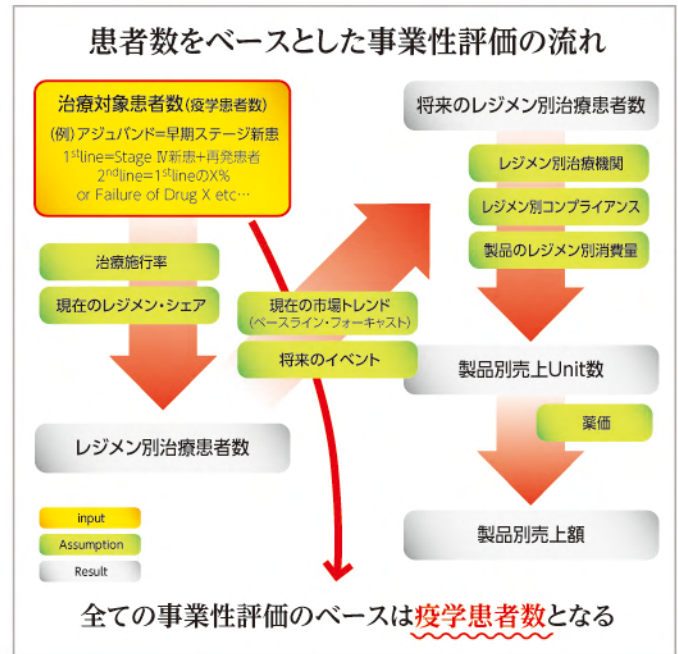 患者数をベースとした事業性評価の流れ
治療対象患者数(疫学患者数)
(例)アジュバンド=早期ステージ新患
1stline=Stage Ⅳ新患+再発患者
2ndline=1stlineのX%
or Failure of Drug X etc…
治療施行率
現在のレジメン・シェア
レジメン別治療患者数
現在の市場トレンド
(ベースライン・フォーキャスト)
将来のイベント
将来のレジメン別治療患者数
レジメン別治療機関
レジメン別コンプライアンス
製品のレジメン別消費量
製品別売上Unit数
薬価
製品別売上額
input
Assumption
Result
全ての事業性評価のベースは疫学患者数となる